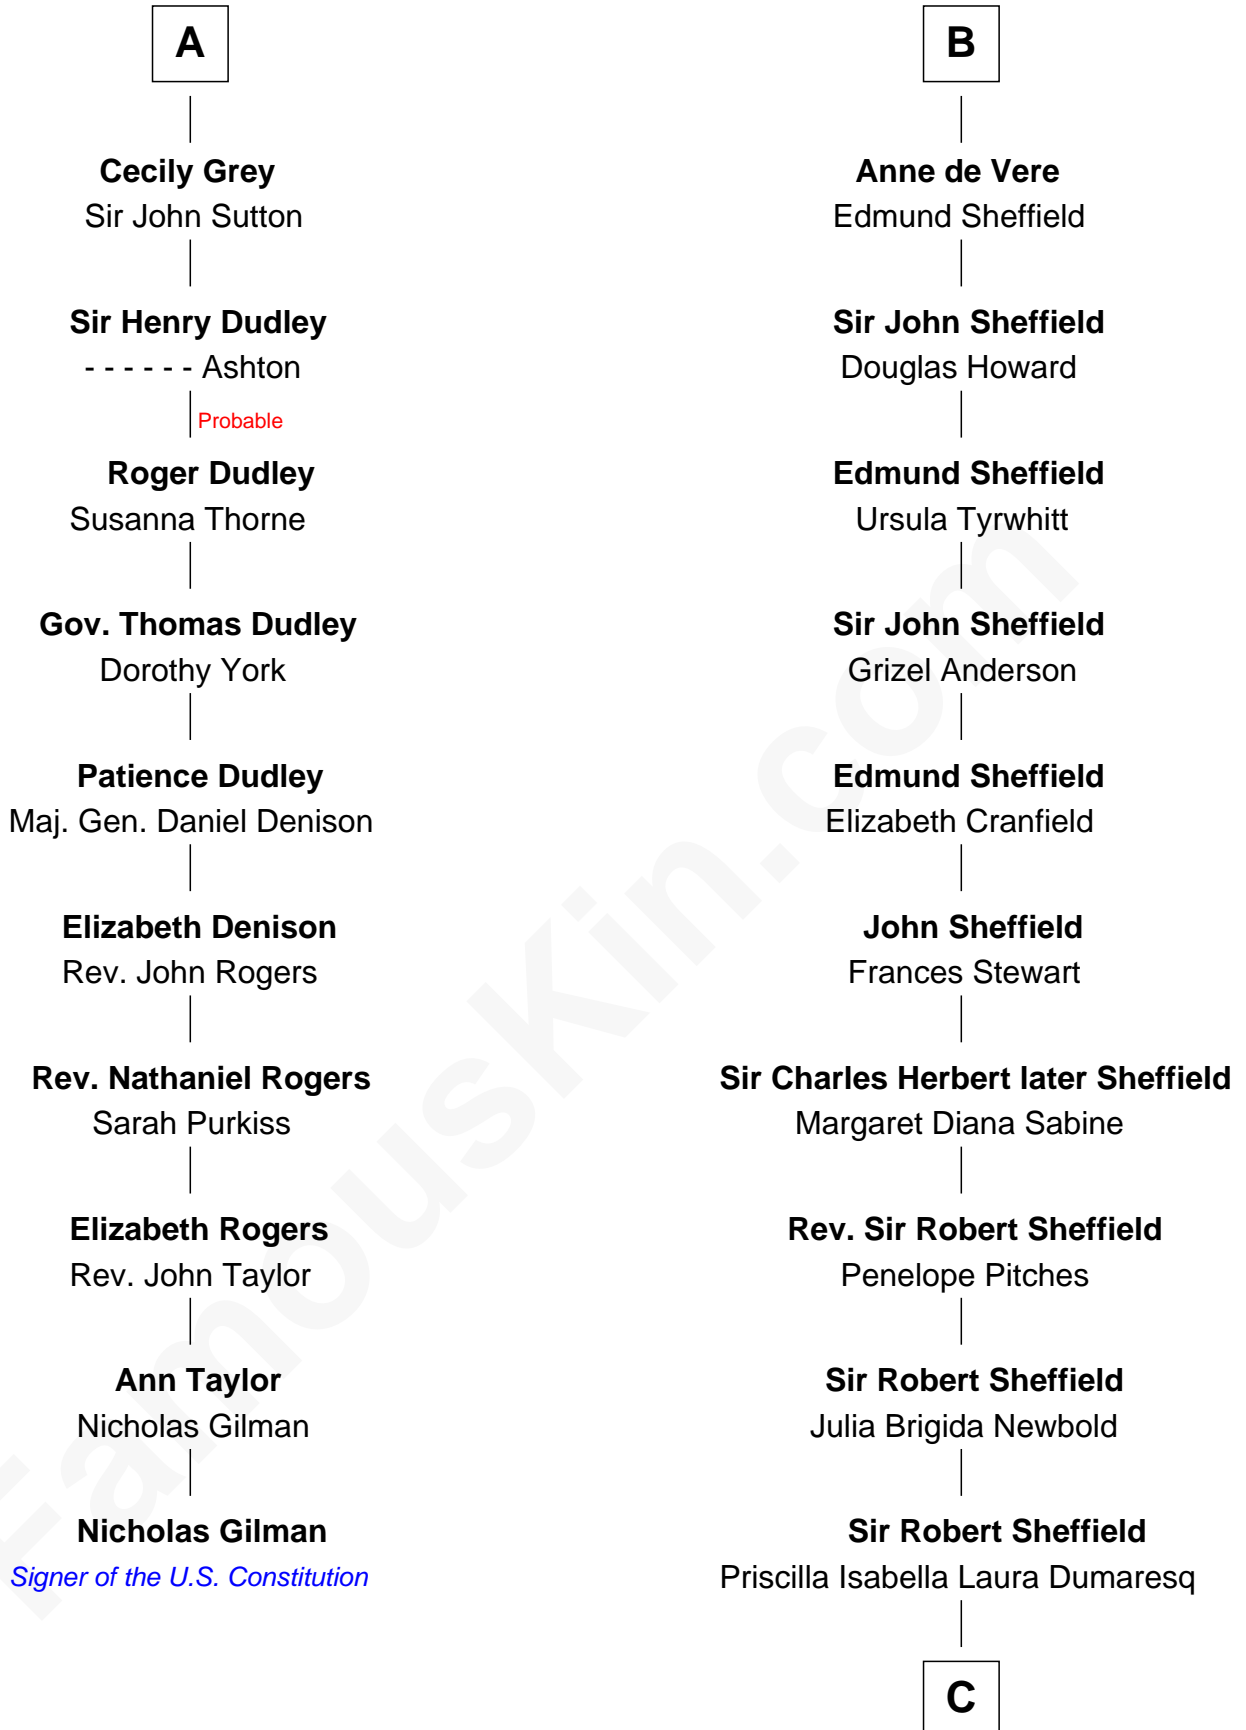 A
Cecily Grey
Sir John Sutton
Sir Henry Dudley
- - - - - - Ashton
Probable
Roger Dudley
Susanna Thorne
Gov. Thomas Dudley
Dorothy York
Patience Dudley
Maj. Gen. Daniel Denison
Elizabeth Denison
Rev. John Rogers
Rev. Nathaniel Rogers
Sarah Purkiss
Elizabeth Rogers
Rev. John Taylor
Ann Taylor
Nicholas Gilman
Nicholas Gilman
Signer of the U.S. Constitution
B
Anne de Vere
Edmund Sheffield
Sir John Sheffield
Douglas Howard
Edmund Sheffield
Ursula Tyrwhitt
Sir John Sheffield
Grizel Anderson
Edmund Sheffield
Elizabeth Cranfield
John Sheffield
Frances Stewart
Sir Charles Herbert later Sheffield
Margaret Diana Sabine
Rev. Sir Robert Sheffield
Penelope Pitches
Sir Robert Sheffield
Julia Brigida Newbold
Sir Robert Sheffield
Priscilla Isabella Laura Dumaresq
C
FamousKin.com